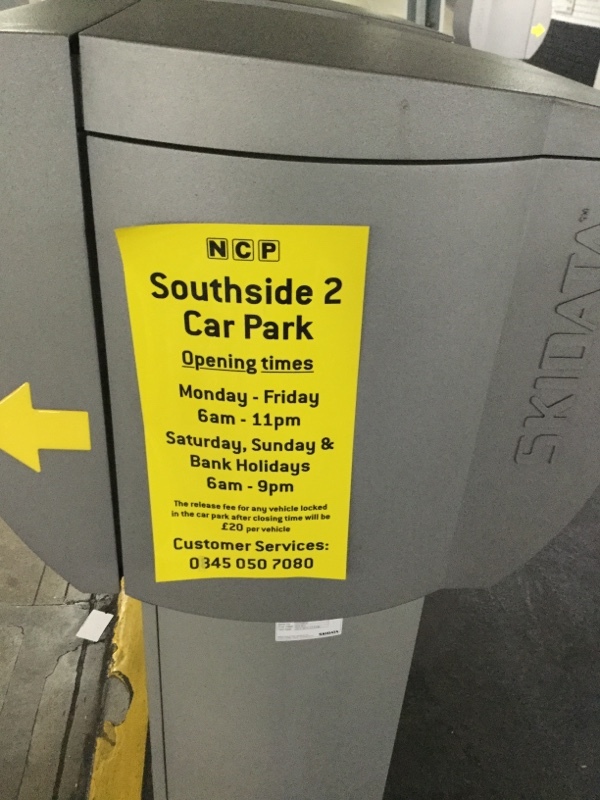 NCP
Southside 2
Car Park
Opening times
Monday - Friday
6am - 11pm
Saturday, Sunday &
Bank Holidays
6am - 9pm
The release fee for any vehicle locked
in the car park after closing time will be
£20 per vehicle
Customer Services:
0345 050 7080
SKIDATA™